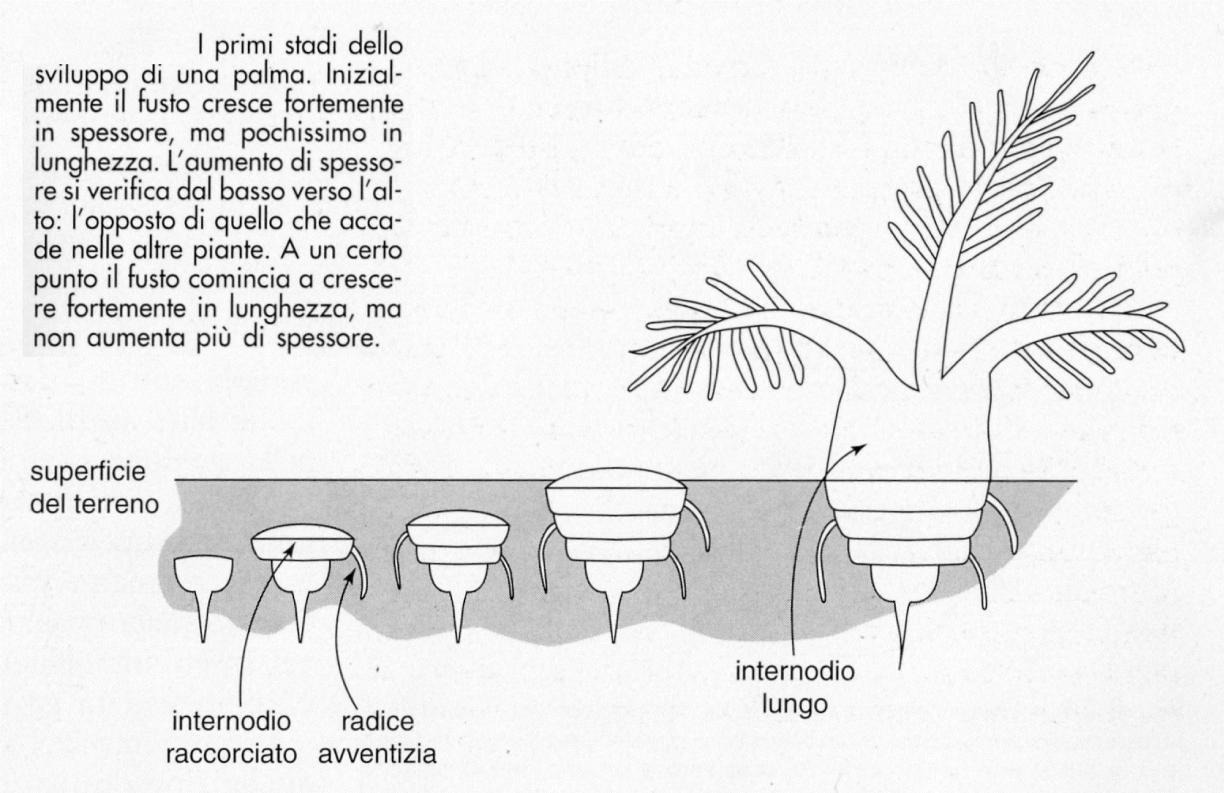 I primi stadi dello
sviluppo di una palma. Inizial-
mente il fusto cresce fortemente
in spessore, ma pochissimo in
lunghezza. L'aumento di spesso-
re si verifica dal basso verso l'al-
to: l'opposto di quello che acca-
de nelle altre piante. A un certo
punto il fusto comincia a cresce-
re fortemente in lunghezza, ma
non aumenta più di spessore.
superficie
del terreno
internodio
raccorciato
radice
avventizia
internodio
lungo